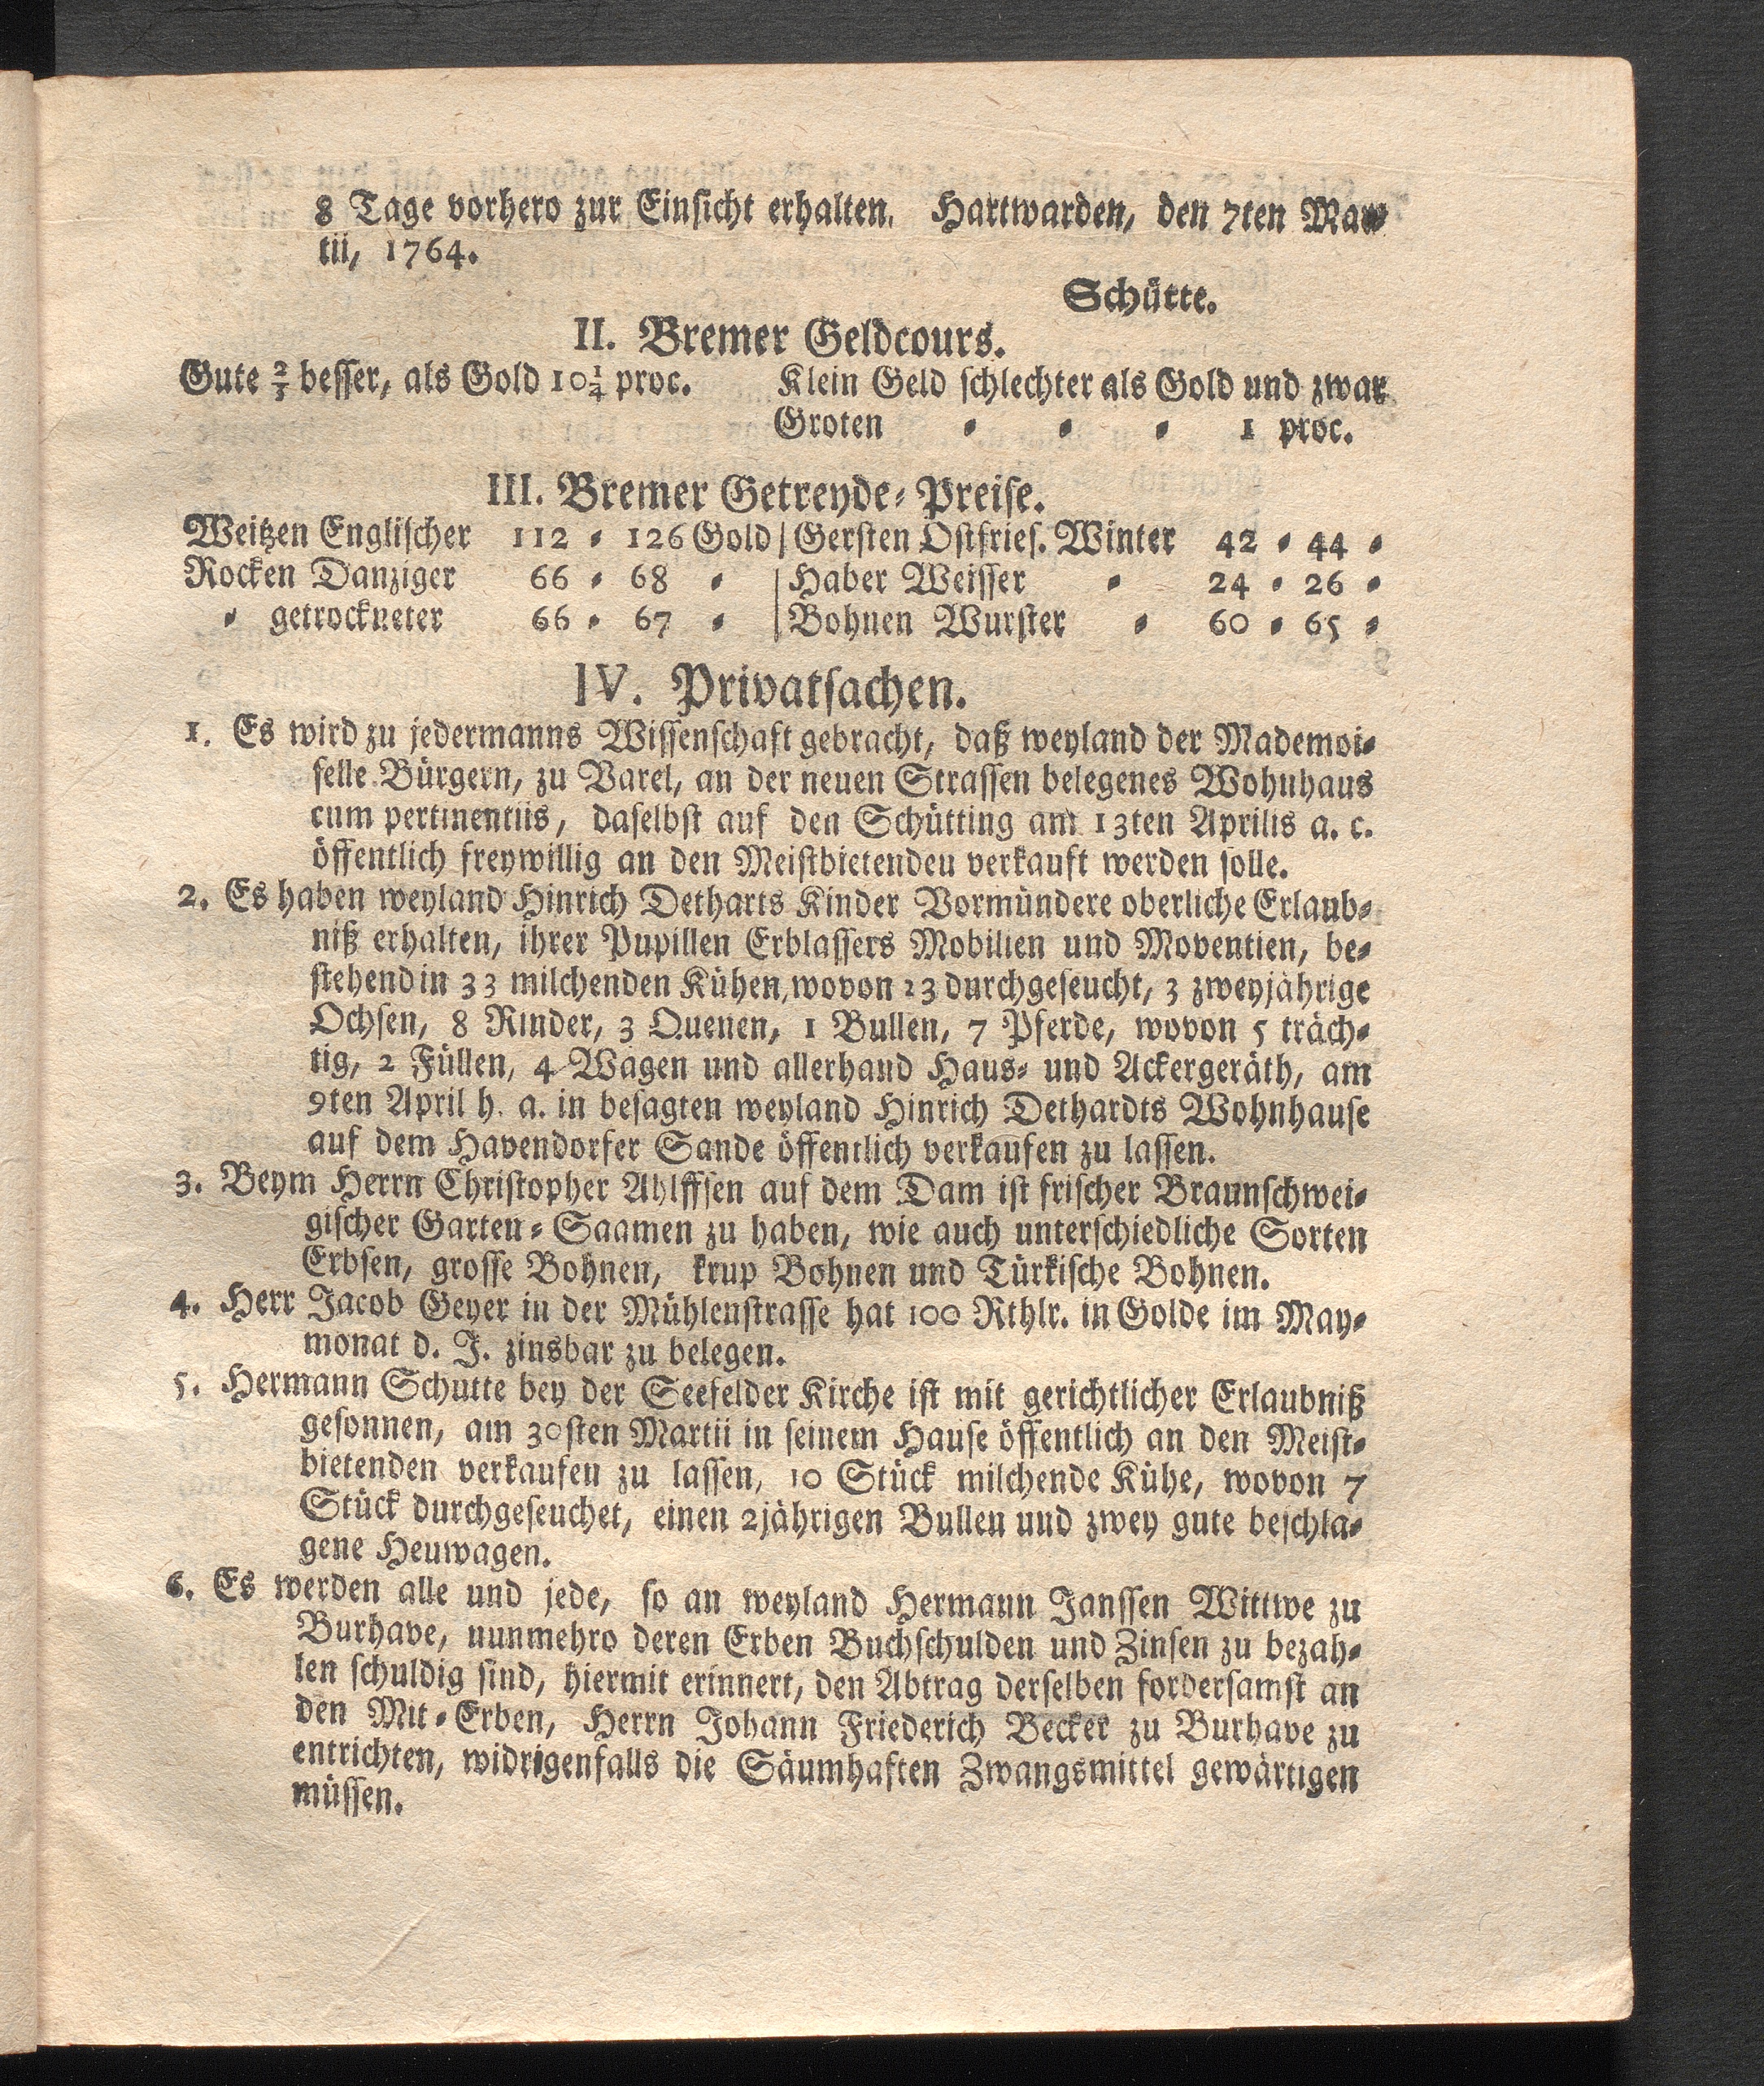 8 Tage vorhero zur Einsicht erhalten. Hartwarden, den 7ten Mar⸗
tii, 1764.
Schütte.
II. Bremer Geldcours.
Gute 2/3 besser, als Gold 10 1/4 proc. Klein Geld schlechter als Gold und zwar
Groten ⸗ ⸗ ⸗ 1 proc.
III. Bremer Getreyde⸗Preise.
Weitzen Englischer 112 ⸗ 126 Gold | Gersten Ostfries. Winter 42 ⸗ 44 ⸗
Rocken Danziger 66 ⸗ 68 ⸗ | Haber Weisser ⸗ 24 ⸗ 26 ⸗
⸗ getrockneter 66 ⸗ 67 ⸗ | Bohnen Wurster ⸗ 60 ⸗ 65 ⸗
IV. Privatsachen.
1. Es wird zu jedermanns Wissenschaft gebracht, daß weyland der Mademoi⸗
selle Bürgern, zu Varel, an der neuen Strassen belegenes Wohnhaus
cum pertinentiis, daselbst auf den Schütting am 13ten Aprilis a. c.
öffentlich freywillig an den Meistbietenden verkauft werden solle.
2. Es haben weyland Hinrich Detharts Kinder Vormündere oberliche Erlaub⸗
niß erhalten, ihrer Pupillen Erblassers Mobilien und Moventien, be⸗
stehend in 33 milchenden Kühen, wovon 23 durchgeseucht, 3 zweyjährige
Ochsen, 8 Rinder, 3 Quenen, 1 Bullen, 7 Pferde, wovon 5 träch⸗
tig, 2 Füllen, 4 Wagen und allerhand Haus⸗ und Ackergeräth, am
9ten April h. a. in besagten weyland Hinrich Dethardts Wohnhause
auf dem Havendorfer Sande öffentlich verkaufen zu lassen.
3. Beym Herrn Christopher Ahlffsen auf dem Dam ist frischer Braunschwei⸗
gischer Garten⸗Saamen zu haben, wie auch unterschiedliche Sorten
Erbsen, grosse Bohnen, krup Bohnen und Türkische Bohnen.
4. Herr Jacob Geyer in der Mühlenstrasse hat 100 Rthlr. in Golde im May⸗
monat d. J. zinsbar zu belegen.
5. Hermann Schutte bey der Seefelder Kirche ist mit gerichtlicher Erlaubniß
gesonnen, am 30sten Martii in seinem Hause öffentlich an den Meist⸗
bietenden verkaufen zu lassen, 10 Stück milchende Kühe, wovon 7
Stück durchgeseuchet, einen 2jährigen Bullen und zwey gute beschla⸗
gene Heuwagen.
6. Es werden alle und jede, so an weyland Hermann Janssen Wittwe zu
Burhave, nunmehro deren Erben Buchschulden und Zinsen zu bezah⸗
len schuldig sind, hiermit erinnert, den Abtrag derselben fordersamst an
den Mit⸗Erben, Herrn Johann Friederich Becker zu Burhave zu
entrichten, widrigenfalls die Säumhaften Zwangsmittel gewärtigen
müssen.